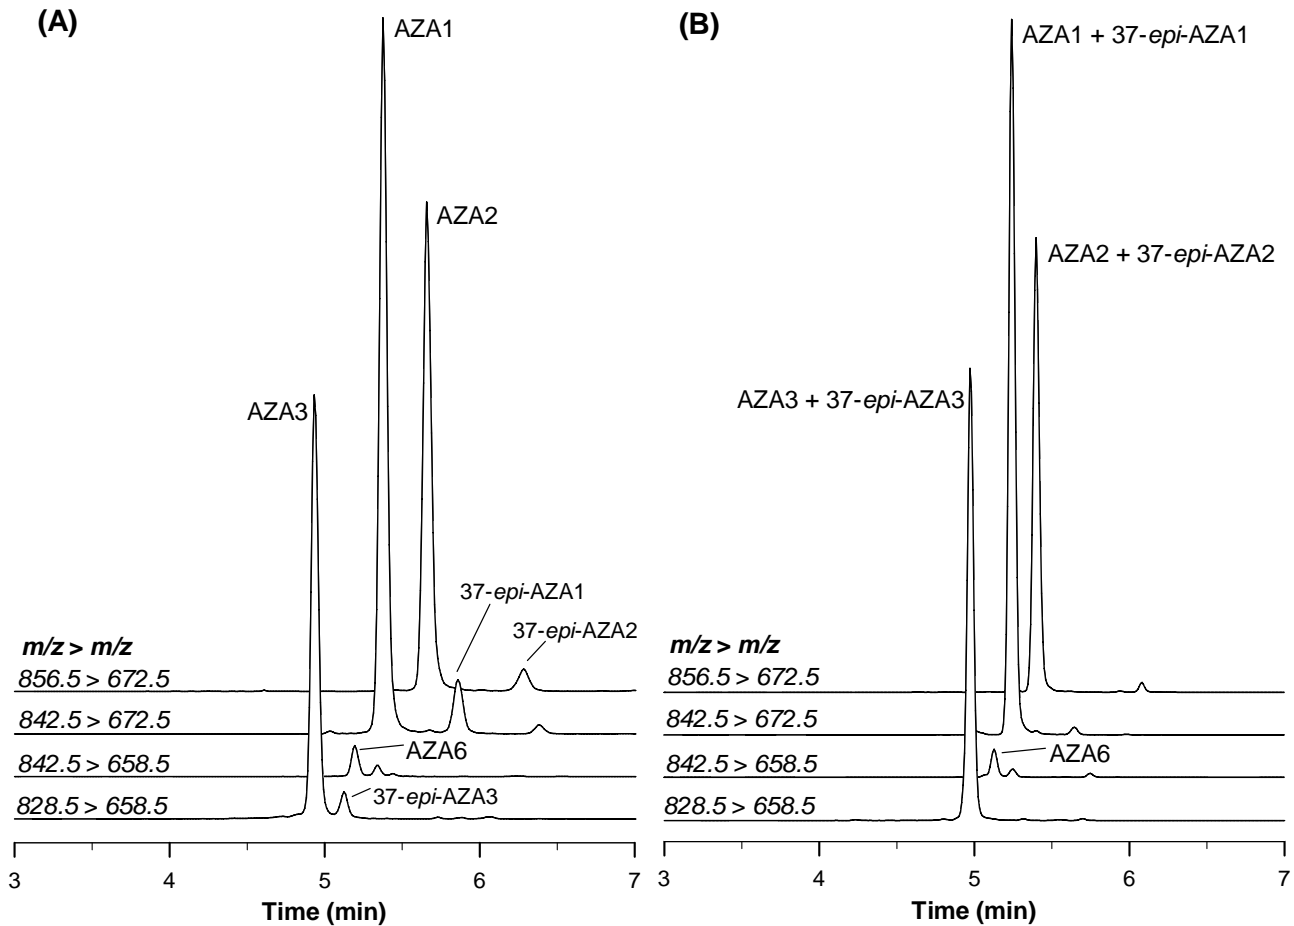 (A)
AZA1
AZA2
AZA3
37-epi-AZA1
37-epi-AZA2
m/z > m/z
856.5 > 672.5
842.5 > 672.5
AZA6
842.5 > 658.5
37-epi-AZA3
828.5 > 658.5
3 4 5 6 7
Time (min)
(B)
AZA1 + 37-epi-AZA1
AZA2 + 37-epi-AZA2
AZA3 + 37-epi-AZA3
m/z > m/z
856.5 > 672.5
842.5 > 672.5
AZA6
842.5 > 658.5
828.5 > 658.5
3 4 5 6 7
Time (min)